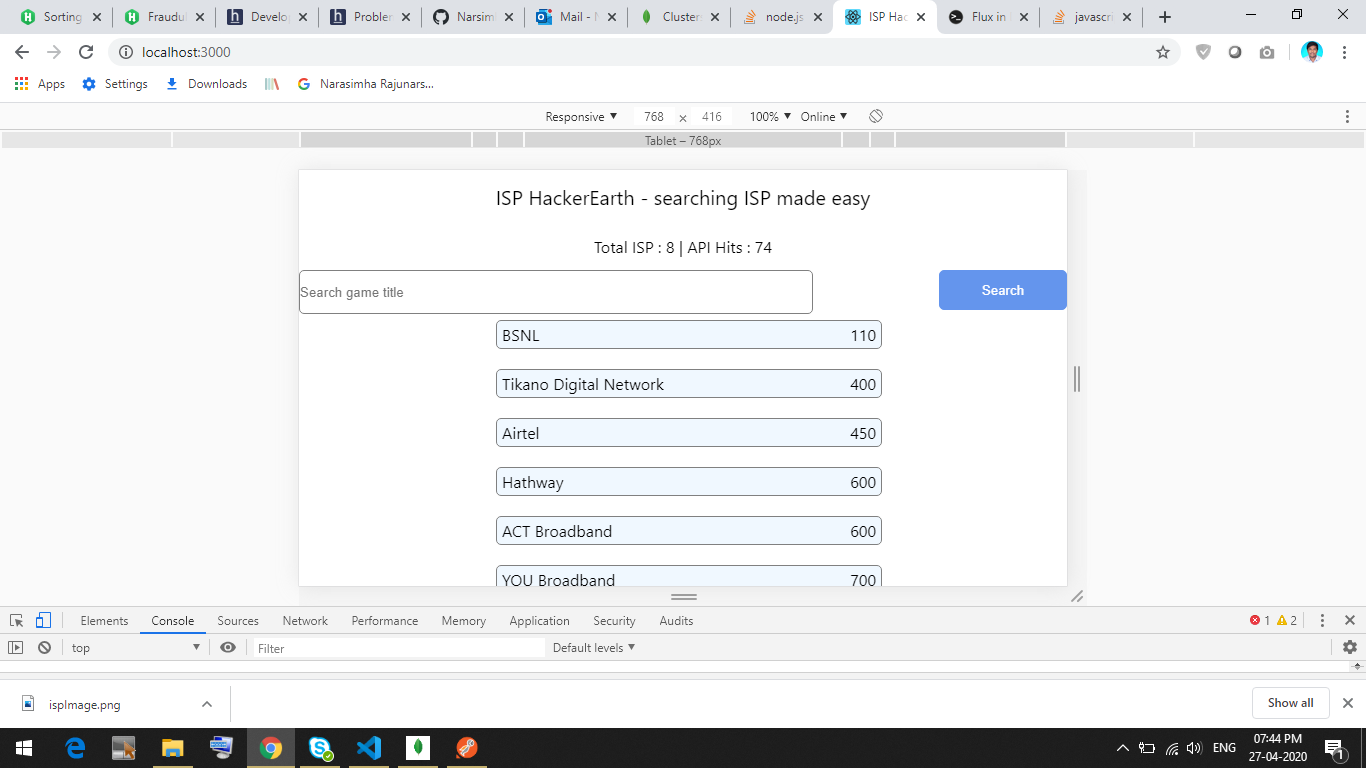 Sorting Fraudul Develop Problem Narsim Mail - N Cluster node.js ISP Hac Flux in javascri
localhost:3000
Apps Settings Downloads Narasimha Rajunars...
Responsive ▼ 768 × 416 100% ▼ Online ▼
Tablet – 768px
ISP HackerEarth - searching ISP made easy
Total ISP : 8 | API Hits : 74
Search game title Search
BSNL 110
Tikano Digital Network 400
Airtel 450
Hathway 600
ACT Broadband 600
YOU Broadband 700
Elements Console Sources Network Performance Memory Application Security Audits 1 2
top ▼ Filter Default levels ▼
ispImage.png Show all
ENG 07:44 PM
27-04-2020 1